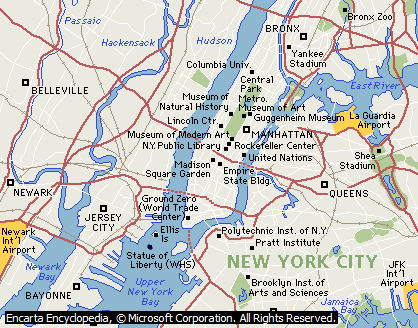 Bronx Zoo
Passaic
Hackensack
Hudson
BRONX
Yankee
Stadium
Columbia Univ.
Central
Park
East River
BELLEVILLE
Museum of
Natural History
Metro.
Museum of Art
Guggenheim Museum
La Guardia
Airport
Lincoln Ctr.
MANHATTAN
Museum of Modern Art
Rockefeller Center
N.Y. Public Library
United Nations
Shea
Stadium
Madison
Square Garden
Empire
State Bldg.
NEWARK
QUEENS
Ground Zero
(World Trade
Center)
JERSEY
CITY
Newark
Int'l
Airport
Ellis
Is
Polytechnic Inst. of N.Y.
Pratt Institute
Statue of
Liberty (WHS)
NEW YORK CITY
Newark
Bay
JFK
Int'l
Airport
BAYONNE
Upper
New York
Bay
Brooklyn Inst. of
Arts and Sciences
Jamaica
Bay
Encarta Encyclopedia, © Microsoft Corporation. All Rights Reserved.